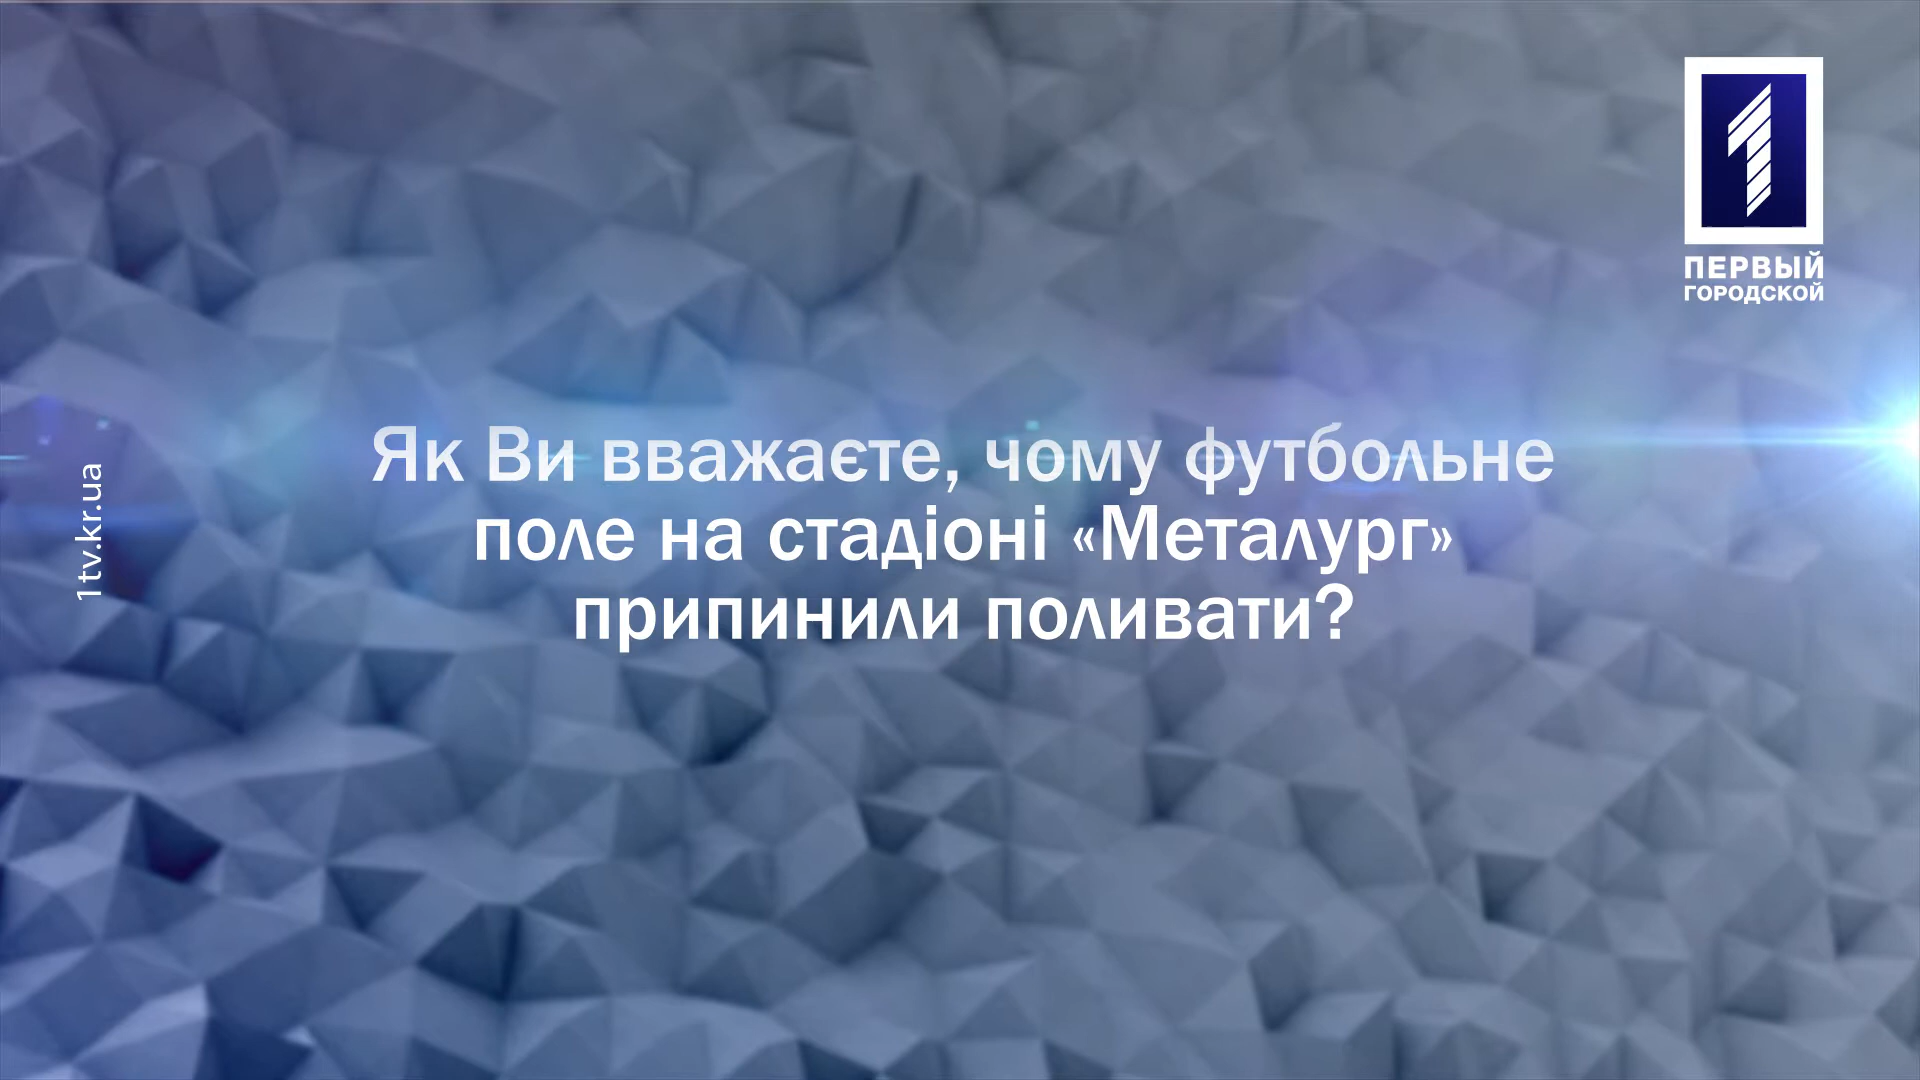 ПЕРВЫЙ
ГОРОДСКОЙ
1tv.kr.ua
Як Ви вважаєте, чому футбольне
поле на стадіоні «Металург»
припинили поливати?